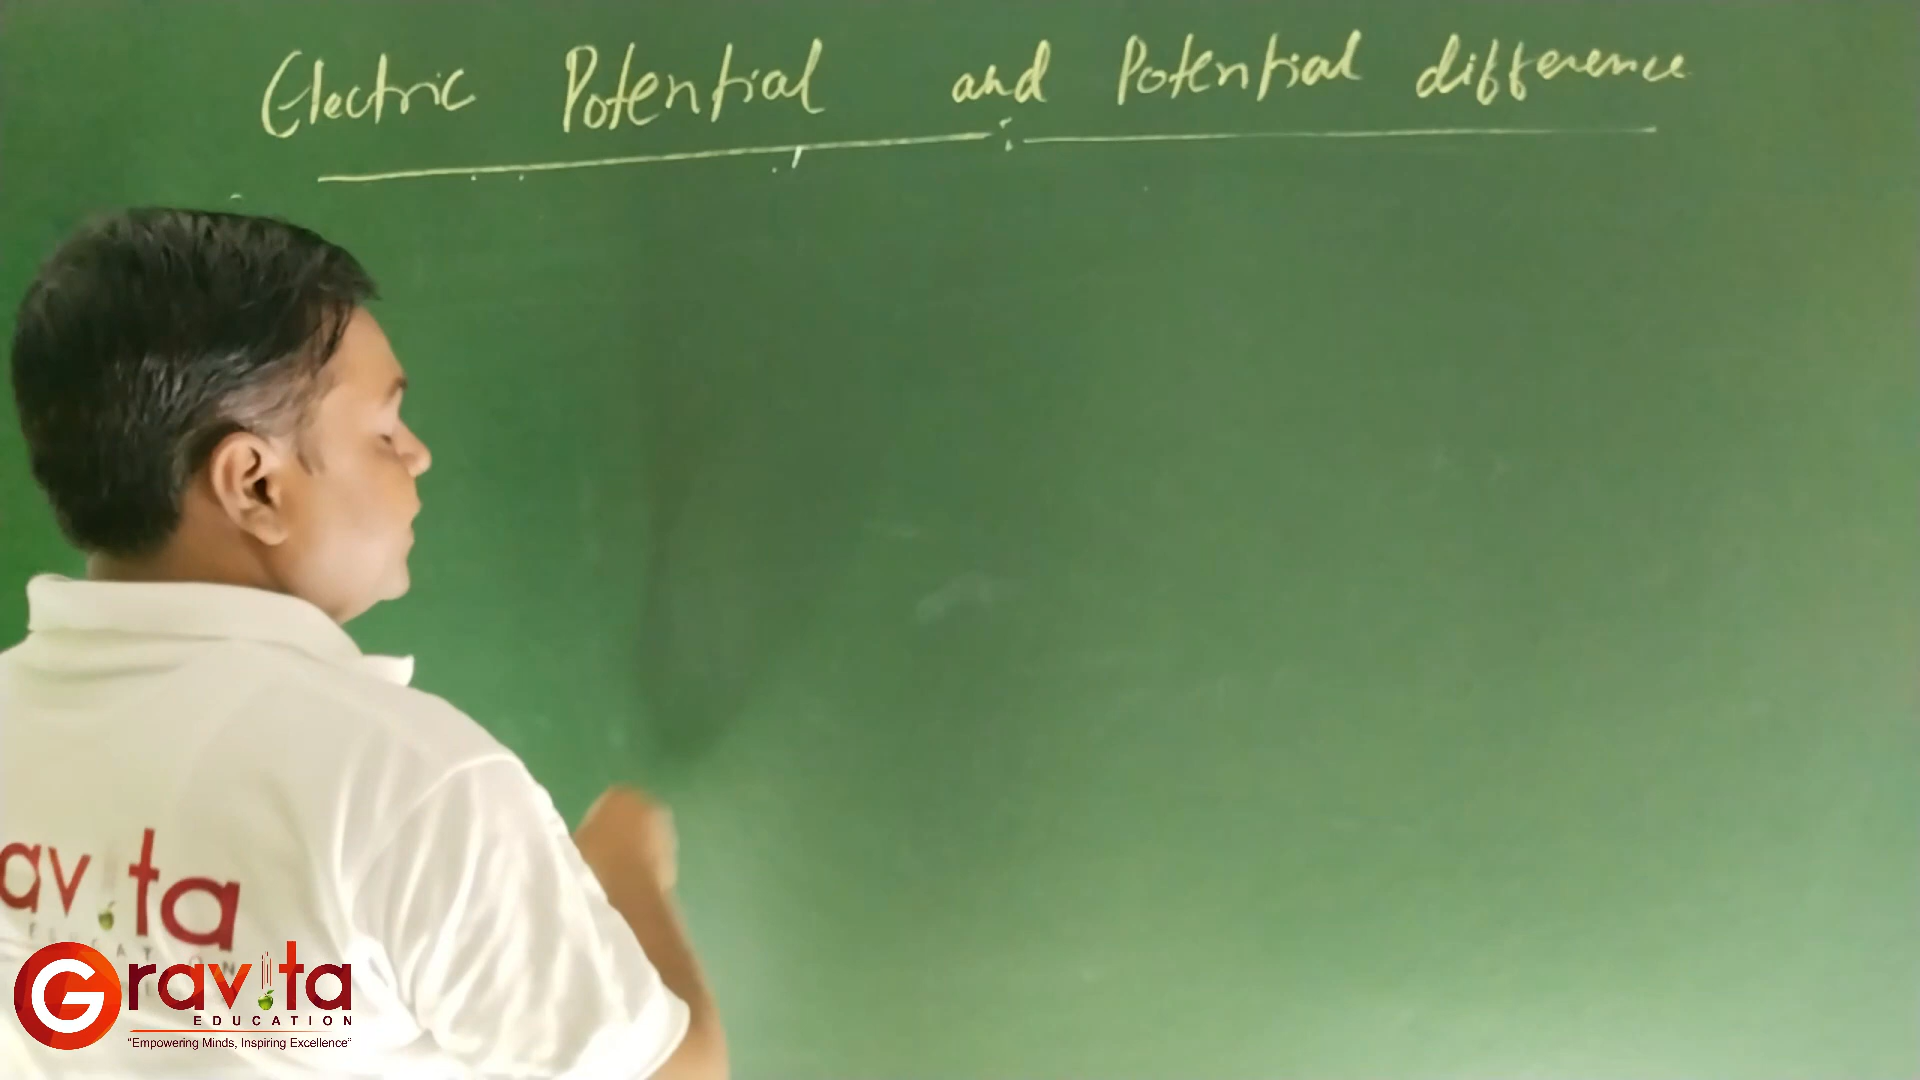 Electric Potential and Potential difference
avita
Gravita
EDUCATION
"Empowering Minds, Inspiring Excellence"